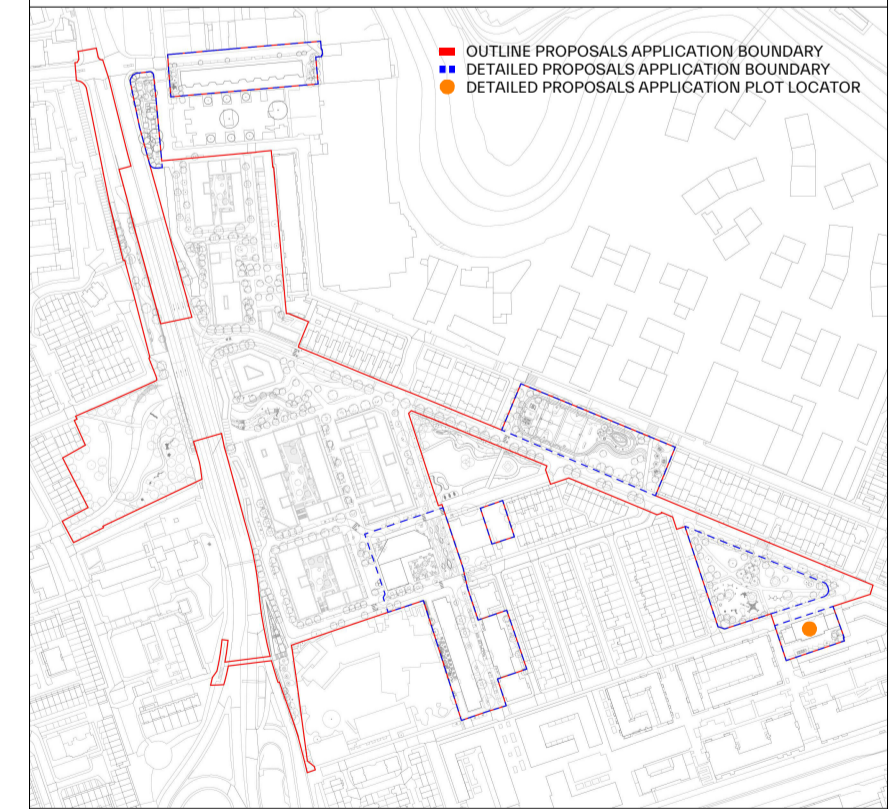 OUTLINE PROPOSALS APPLICATION BOUNDARY
DETAILED PROPOSALS APPLICATION BOUNDARY
DETAILED PROPOSALS APPLICATION PLOT LOCATOR